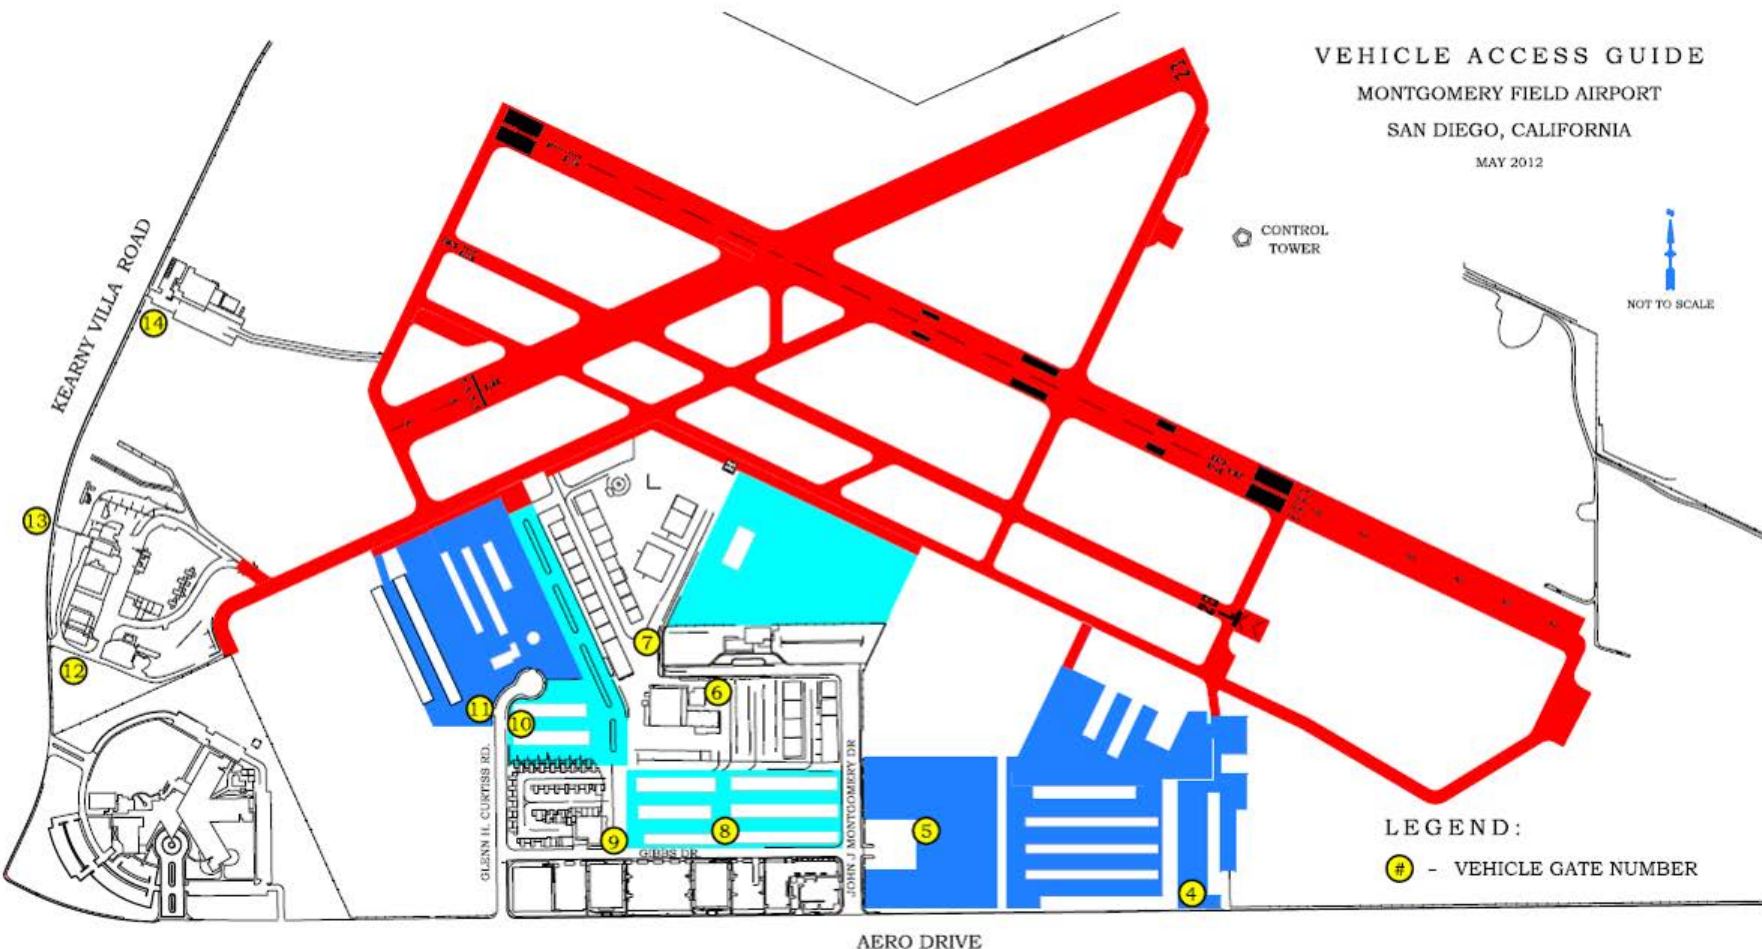 VEHICLE ACCESS GUIDE
MONTGOMERY FIELD AIRPORT
SAN DIEGO, CALIFORNIA
MAY 2012
23
CONTROL
TOWER
NOT TO SCALE
KEARNY VILLA ROAD
14
13
12
11
10
7
6
8
9
5
4
GLENN H. CURTISS RD.
GIBBS DR
JOHN J MONTGOMERY DR
AERO DRIVE
LEGEND:
# - VEHICLE GATE NUMBER